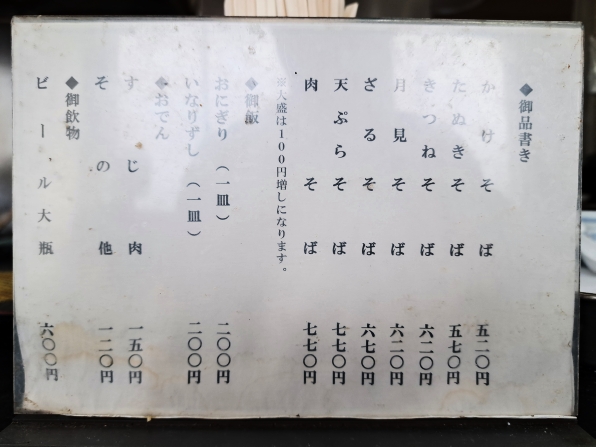 ◆御品書き
かけそば 五二〇円
たぬきそば 五七〇円
きつねそば 六二〇円
月見そば 六二〇円
ざるそば 六七〇円
天ぷらそば 七七〇円
肉そば 七七〇円
※大盛は100円増しになります。
◆御飯
おにぎり（一皿） 二〇〇円
いなりずし（一皿） 二〇〇円
◆おでん
すじ肉 一五〇円
その他 一二〇円
◆御飲物
ビール大瓶 六〇〇円